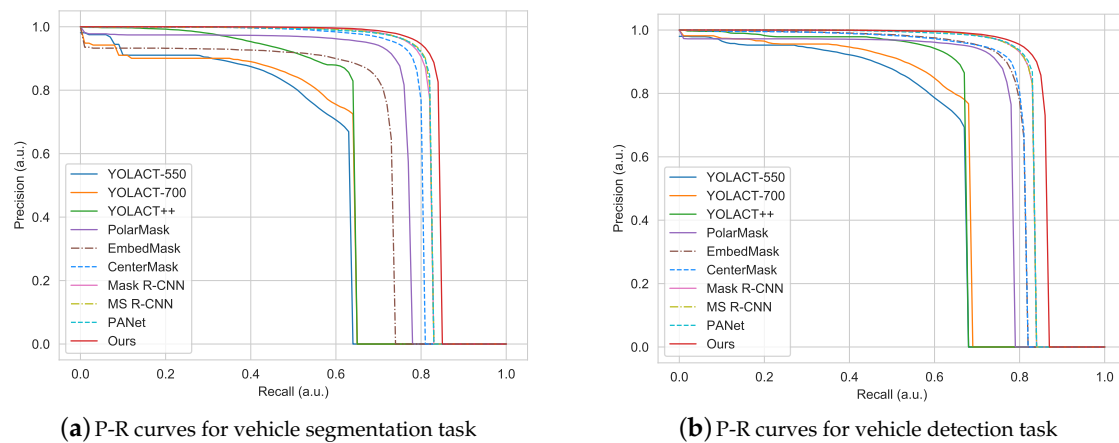 1.0
0.8
0.6
0.4
0.2
0.0
Precision (a.u.)
YOLACT-550
YOLACT-700
YOLACT++
PolarMask
EmbedMask
CenterMask
Mask R-CNN
MS R-CNN
PANet
Ours
0.0 0.2 0.4 0.6 0.8 1.0
Recall (a.u.)
(a) P-R curves for vehicle segmentation task
1.0
0.8
0.6
0.4
0.2
0.0
Precision (a.u.)
YOLACT-550
YOLACT-700
YOLACT++
PolarMask
EmbedMask
CenterMask
Mask R-CNN
MS R-CNN
PANet
Ours
0.0 0.2 0.4 0.6 0.8 1.0
Recall (a.u.)
(b) P-R curves for vehicle detection task